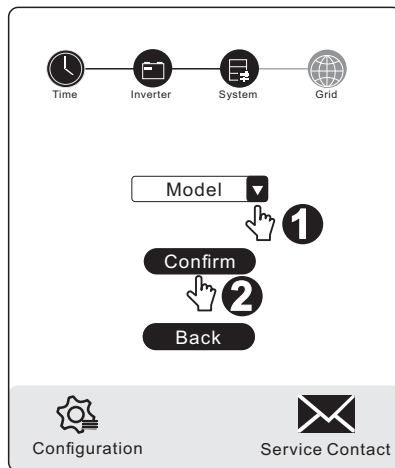 Time Inverter System Grid
Model
1
Confirm
2
Back
Configuration Service Contact